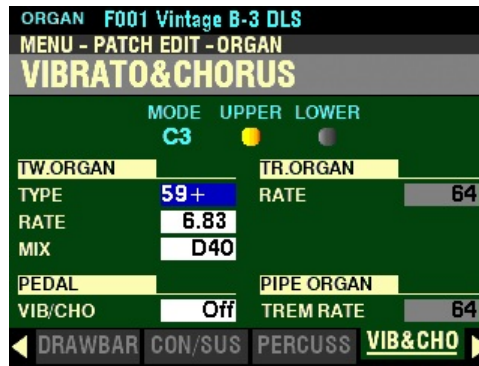 ORGAN F001 Vintage B-3 DLS
MENU - PATCH EDIT - ORGAN
VIBRATO&CHORUS
MODE UPPER LOWER
C3
TW.ORGAN TR.ORGAN
TYPE 59+ RATE 64
RATE 6.83
MIX D40
PEDAL PIPE ORGAN
VIB/CHO Off TREM RATE 64
DRAWBAR CON/SUS PERCUSS VIB&CHO